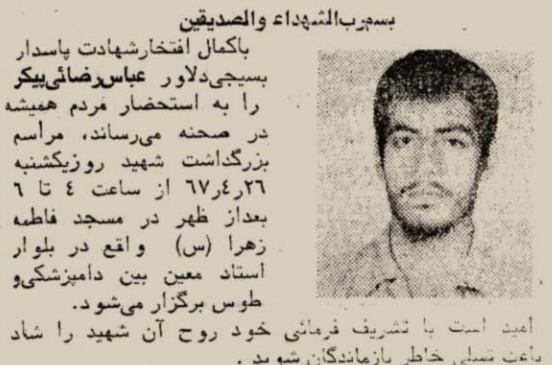 بسم‌رب‌الشهداء والصدیقین
باکمال افتخارشهادت پاسدار
بسیجی‌دلاور عباس‌رضائی‌پیکر
را به استحضار مردم همیشه
در صحنه می‌رساند، مراسم
بزرگداشت شهید روزیکشنبه
٢٦ر٤ر٦٧ از ساعت ٤ تا ٦
بعداز ظهر در مسجد فاطمه
زهرا (س) واقع در بلوار
استاد معین بین دامپزشکی‌و
طوس برگزار می‌شود.
امید است با تشریف فرمائی خود روح آن شهید را شاد
باعث تسلی خاطر بازماندگان شوید .